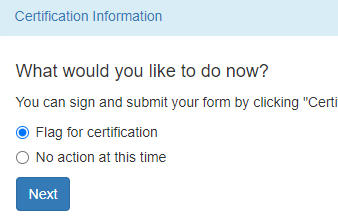 Certification Information
What would you like to do now?
You can sign and submit your form by clicking "Certi
Flag for certification
No action at this time
Next